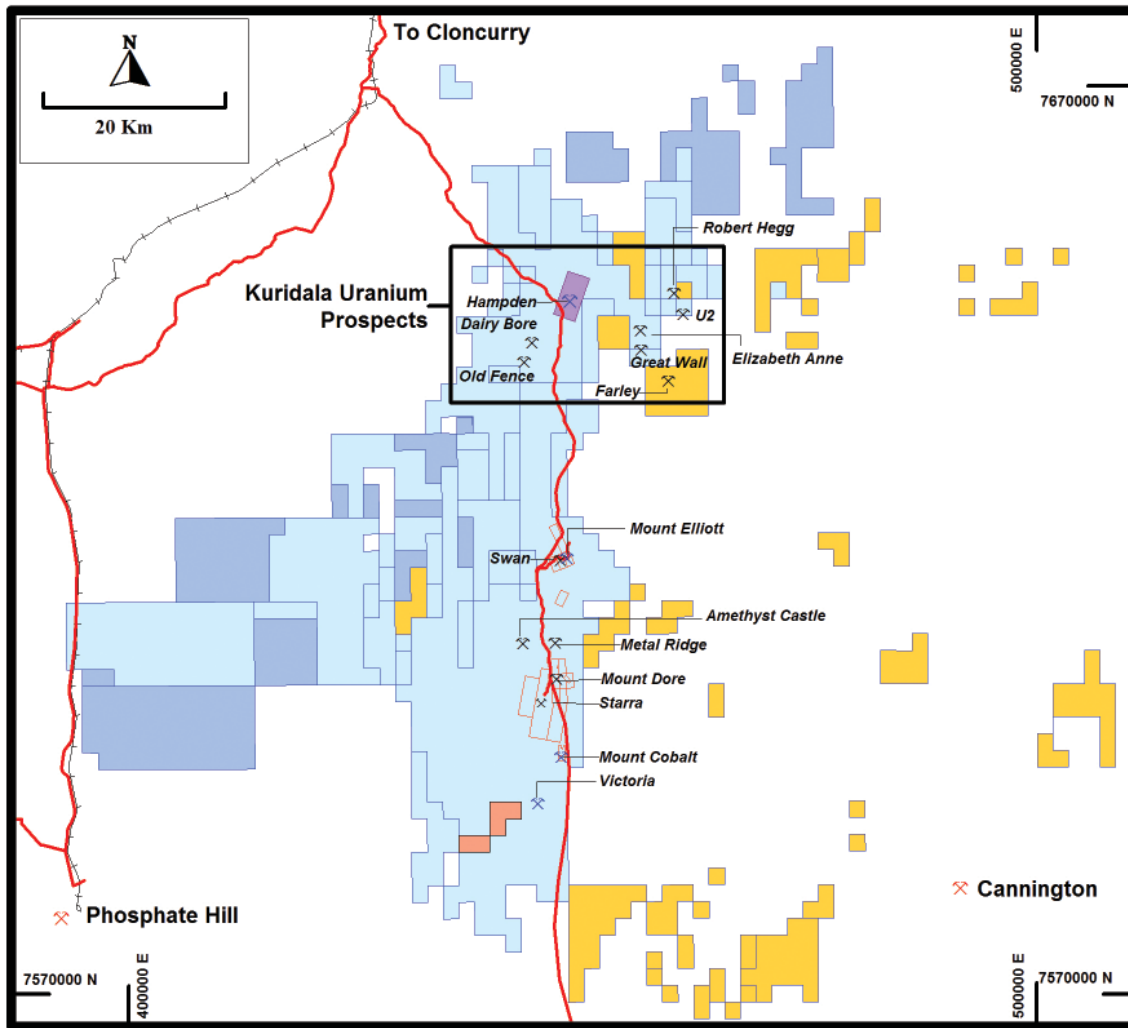 To Cloncurry
N
20 Km
500000 E
7670000 N
Robert Hegg
Kuridala Uranium
Prospects
Hampden
U2
Dairy Bore
Elizabeth Anne
Great Wall
Old Fence
Farley
Mount Elliott
Swan
Amethyst Castle
Metal Ridge
Mount Dore
Starra
Mount Cobalt
Victoria
Cannington
Phosphate Hill
7570000 N
400000 E
500000 E
7570000 N